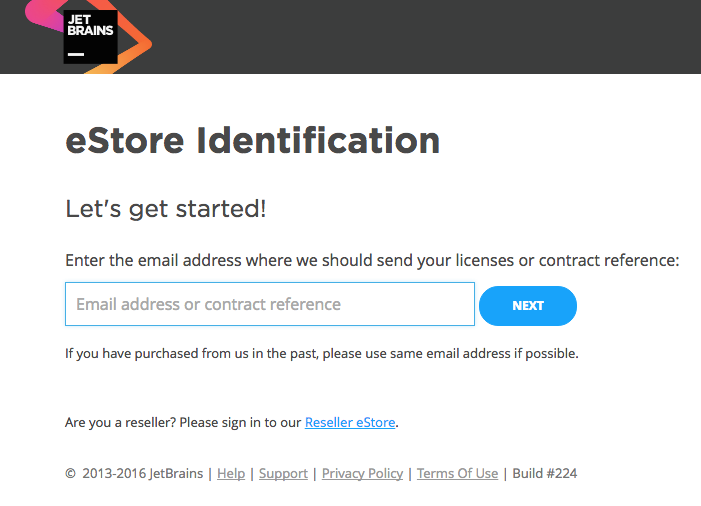 JET
BRAINS
eStore Identification
Let's get started!
Enter the email address where we should send your licenses or contract reference:
Email address or contract reference
NEXT
If you have purchased from us in the past, please use same email address if possible.
Are you a reseller? Please sign in to our Reseller eStore.
© 2013-2016 JetBrains | Help | Support | Privacy Policy | Terms Of Use | Build #224